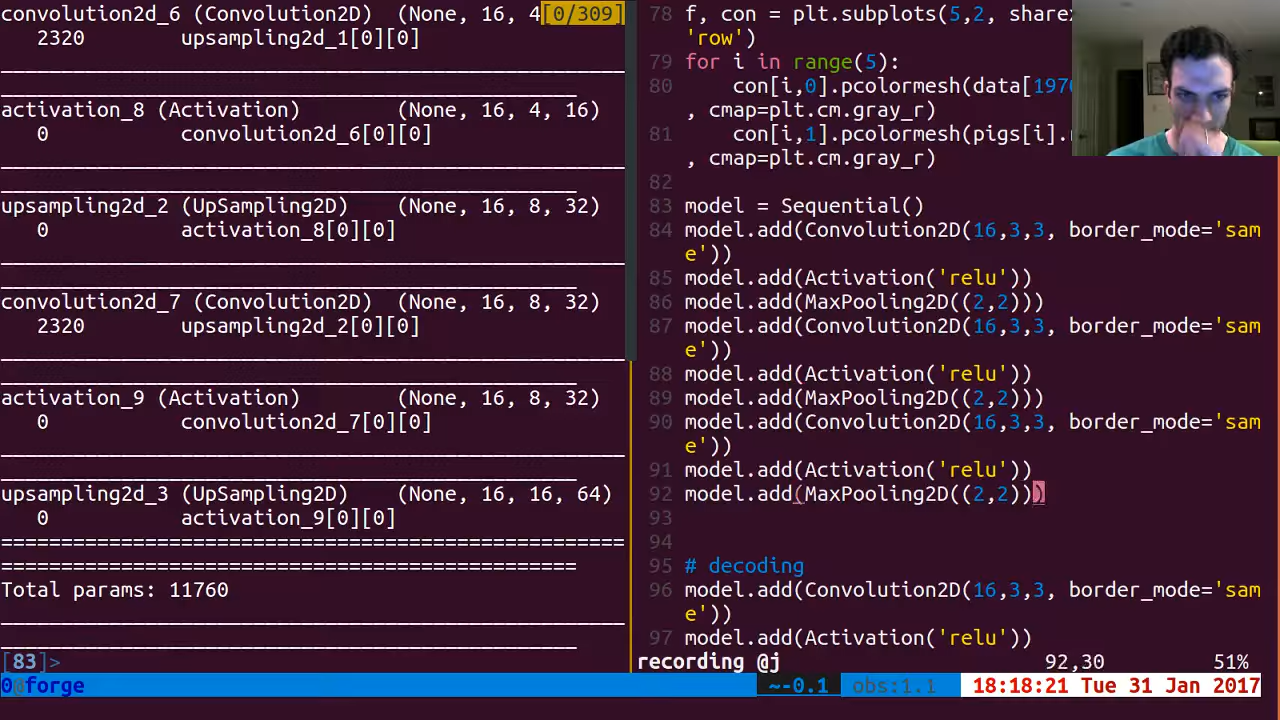 convolution2d_6 (Convolution2D)  (None, 16, 4[0/309]
2320           upsampling2d_1[0][0]
activation_8 (Activation)        (None, 16, 4, 16)
0           convolution2d_6[0][0]
upsampling2d_2 (UpSampling2D)    (None, 16, 8, 32)
0           activation_8[0][0]
convolution2d_7 (Convolution2D)  (None, 16, 8, 32)
2320           upsampling2d_2[0][0]
activation_9 (Activation)        (None, 16, 8, 32)
0           convolution2d_7[0][0]
upsampling2d_3 (UpSampling2D)    (None, 16, 16, 64)
0           activation_9[0][0]
====================================================
================================================
Total params: 11760
[83]>
78 f, con = plt.subplots(5,2, share
'row')
79 for i in range(5):
80     con[i,0].pcolormesh(data[197
, cmap=plt.cm.gray_r)
81     con[i,1].pcolormesh(pigs[i].
, cmap=plt.cm.gray_r)
82
83 model = Sequential()
84 model.add(Convolution2D(16,3,3, border_mode='sam
e'))
85 model.add(Activation('relu'))
86 model.add(MaxPooling2D((2,2)))
87 model.add(Convolution2D(16,3,3, border_mode='sam
e'))
88 model.add(Activation('relu'))
89 model.add(MaxPooling2D((2,2)))
90 model.add(Convolution2D(16,3,3, border_mode='sam
e'))
91 model.add(Activation('relu'))
92 model.add(MaxPooling2D((2,2)))
93
94
95 # decoding
96 model.add(Convolution2D(16,3,3, border_mode='sam
e'))
97 model.add(Activation('relu'))
recording @j                      92,30         51%
0@forge ~-0.1 obs:1.1 18:18:21 Tue 31 Jan 2017